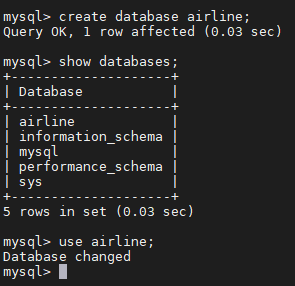 mysql> create database airline;
Query OK, 1 row affected (0.03 sec)
mysql> show databases;
+--------------------+
| Database           |
+--------------------+
| airline            |
| information_schema |
| mysql              |
| performance_schema |
| sys                |
+--------------------+
5 rows in set (0.03 sec)
mysql> use airline;
Database changed
mysql>